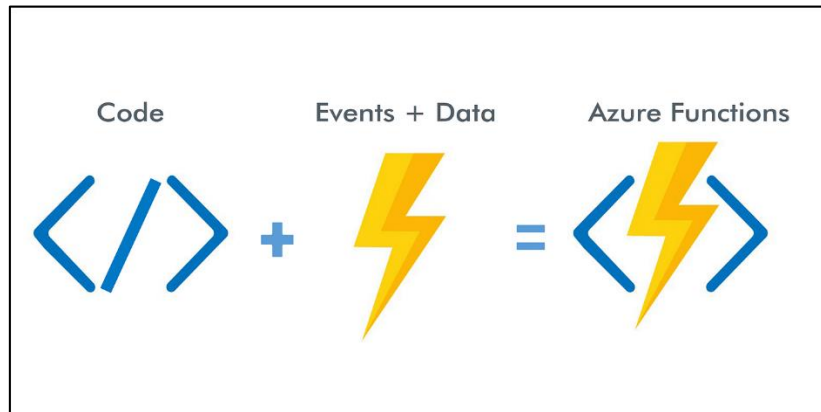 Code
Events + Data
Azure Functions
</>
+
=
<>